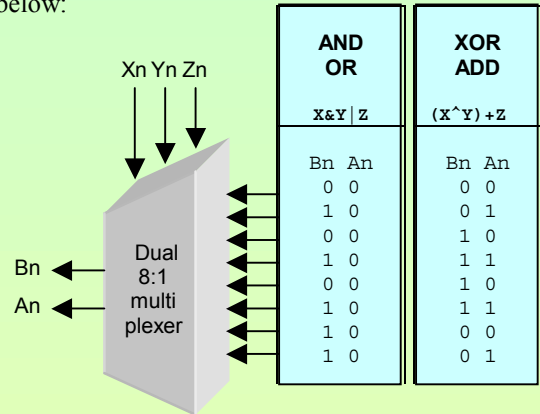 below:
Xn Yn Zn
Bn
An
Dual
8:1
multi
plexer
AND
OR
X&Y|Z
Bn An
0 0
1 0
0 0
1 0
0 0
1 0
1 0
1 0
XOR
ADD
(X^Y)+Z
Bn An
0 0
0 1
1 0
1 1
1 0
1 1
0 0
0 1